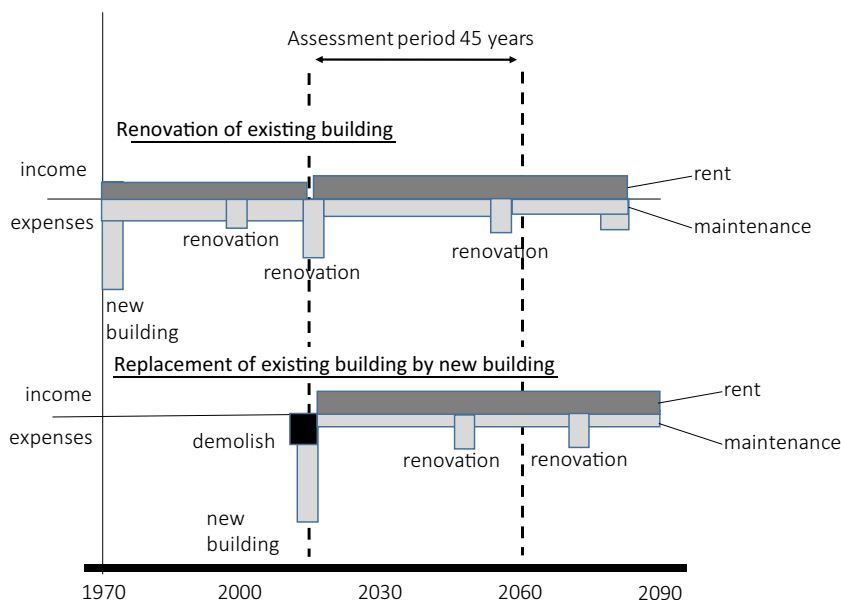 Assessment period 45 years
Renovation of existing building
income
rent
expenses
maintenance
renovation
renovation
renovation
new
building
Replacement of existing building by new building
income
rent
expenses
demolish
maintenance
renovation
renovation
new
building
1970
2000
2030
2060
2090